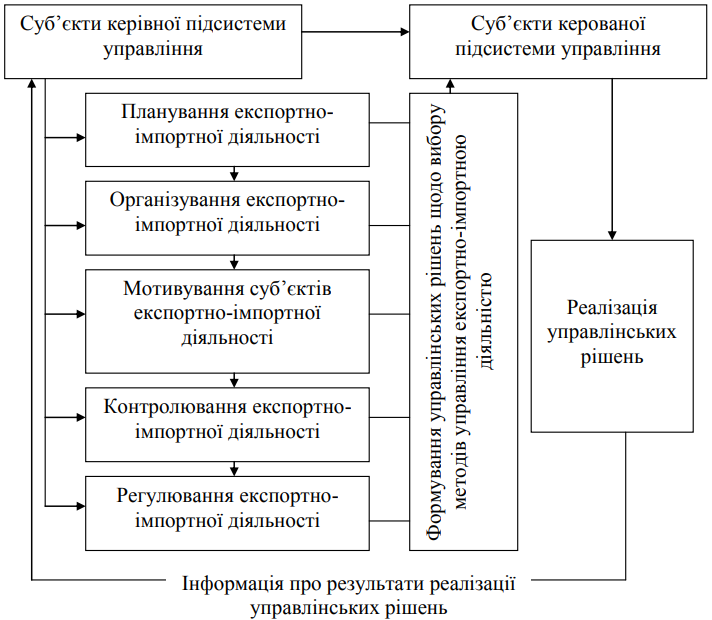 Суб’єкти керівної підсистеми
управління
Суб’єкти керованої
підсистеми управління
Планування експортно-
імпортної діяльності
Організування експортно-
імпортної діяльності
Мотивування суб’єктів
експортно-імпортної
діяльності
Контролювання експортно-
імпортної діяльності
Регулювання експортно-
імпортної діяльності
Формування управлінських рішень щодо вибору
методів управління експортно-імпортною
діяльністю
Реалізація
управлінських
рішень
Інформація про результати реалізації
управлінських рішень